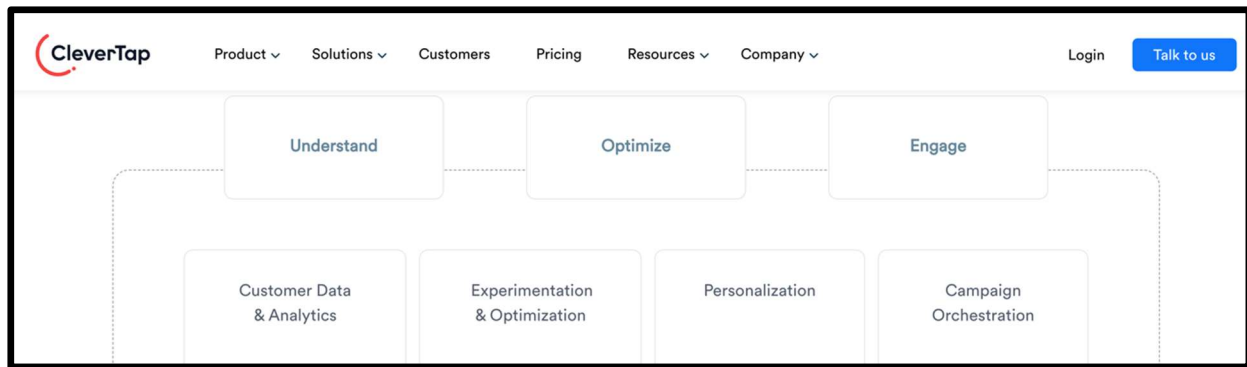 CleverTap Product Solutions Customers Pricing Resources Company Login Talk to us
Understand Optimize Engage
Customer Data
& Analytics
Experimentation
& Optimization
Personalization
Campaign
Orchestration